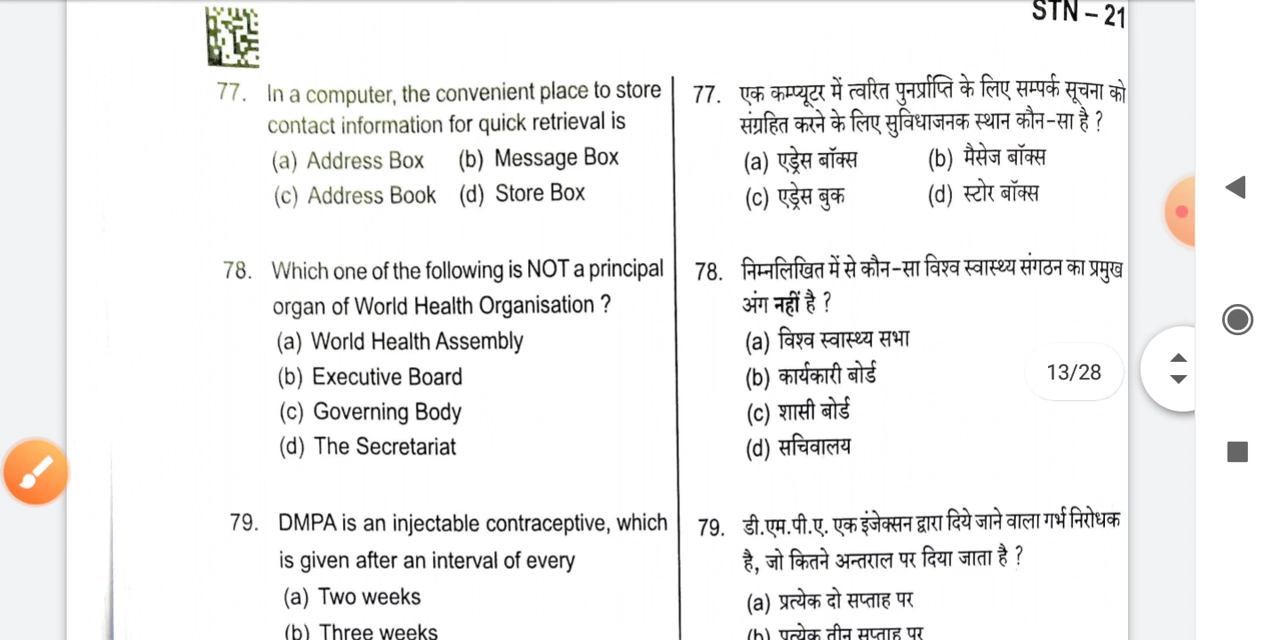 STN – 21
77. In a computer, the convenient place to store
contact information for quick retrieval is
(a) Address Box (b) Message Box
(c) Address Book (d) Store Box
78. Which one of the following is NOT a principal
organ of World Health Organisation ?
(a) World Health Assembly
(b) Executive Board
(c) Governing Body
(d) The Secretariat
79. DMPA is an injectable contraceptive, which
is given after an interval of every
(a) Two weeks
(b) Three weeks
77. एक कम्प्यूटर में त्वरित पुनर्प्राप्ति के लिए सम्पर्क सूचना को
संग्रहित करने के लिए सुविधाजनक स्थान कौन-सा है ?
(a) एड्रेस बॉक्स (b) मैसेज बॉक्स
(c) एड्रेस बुक (d) स्टोर बॉक्स
78. निम्नलिखित में से कौन-सा विश्व स्वास्थ्य संगठन का प्रमुख
अंग नहीं है ?
(a) विश्व स्वास्थ्य सभा
(b) कार्यकारी बोर्ड
(c) शासी बोर्ड
(d) सचिवालय
79. डी.एम.पी.ए. एक इंजेक्सन द्वारा दिये जाने वाला गर्भ निरोधक
है, जो कितने अन्तराल पर दिया जाता है ?
(a) प्रत्येक दो सप्ताह पर
(b) प्रत्येक तीन सप्ताह पर
13/28